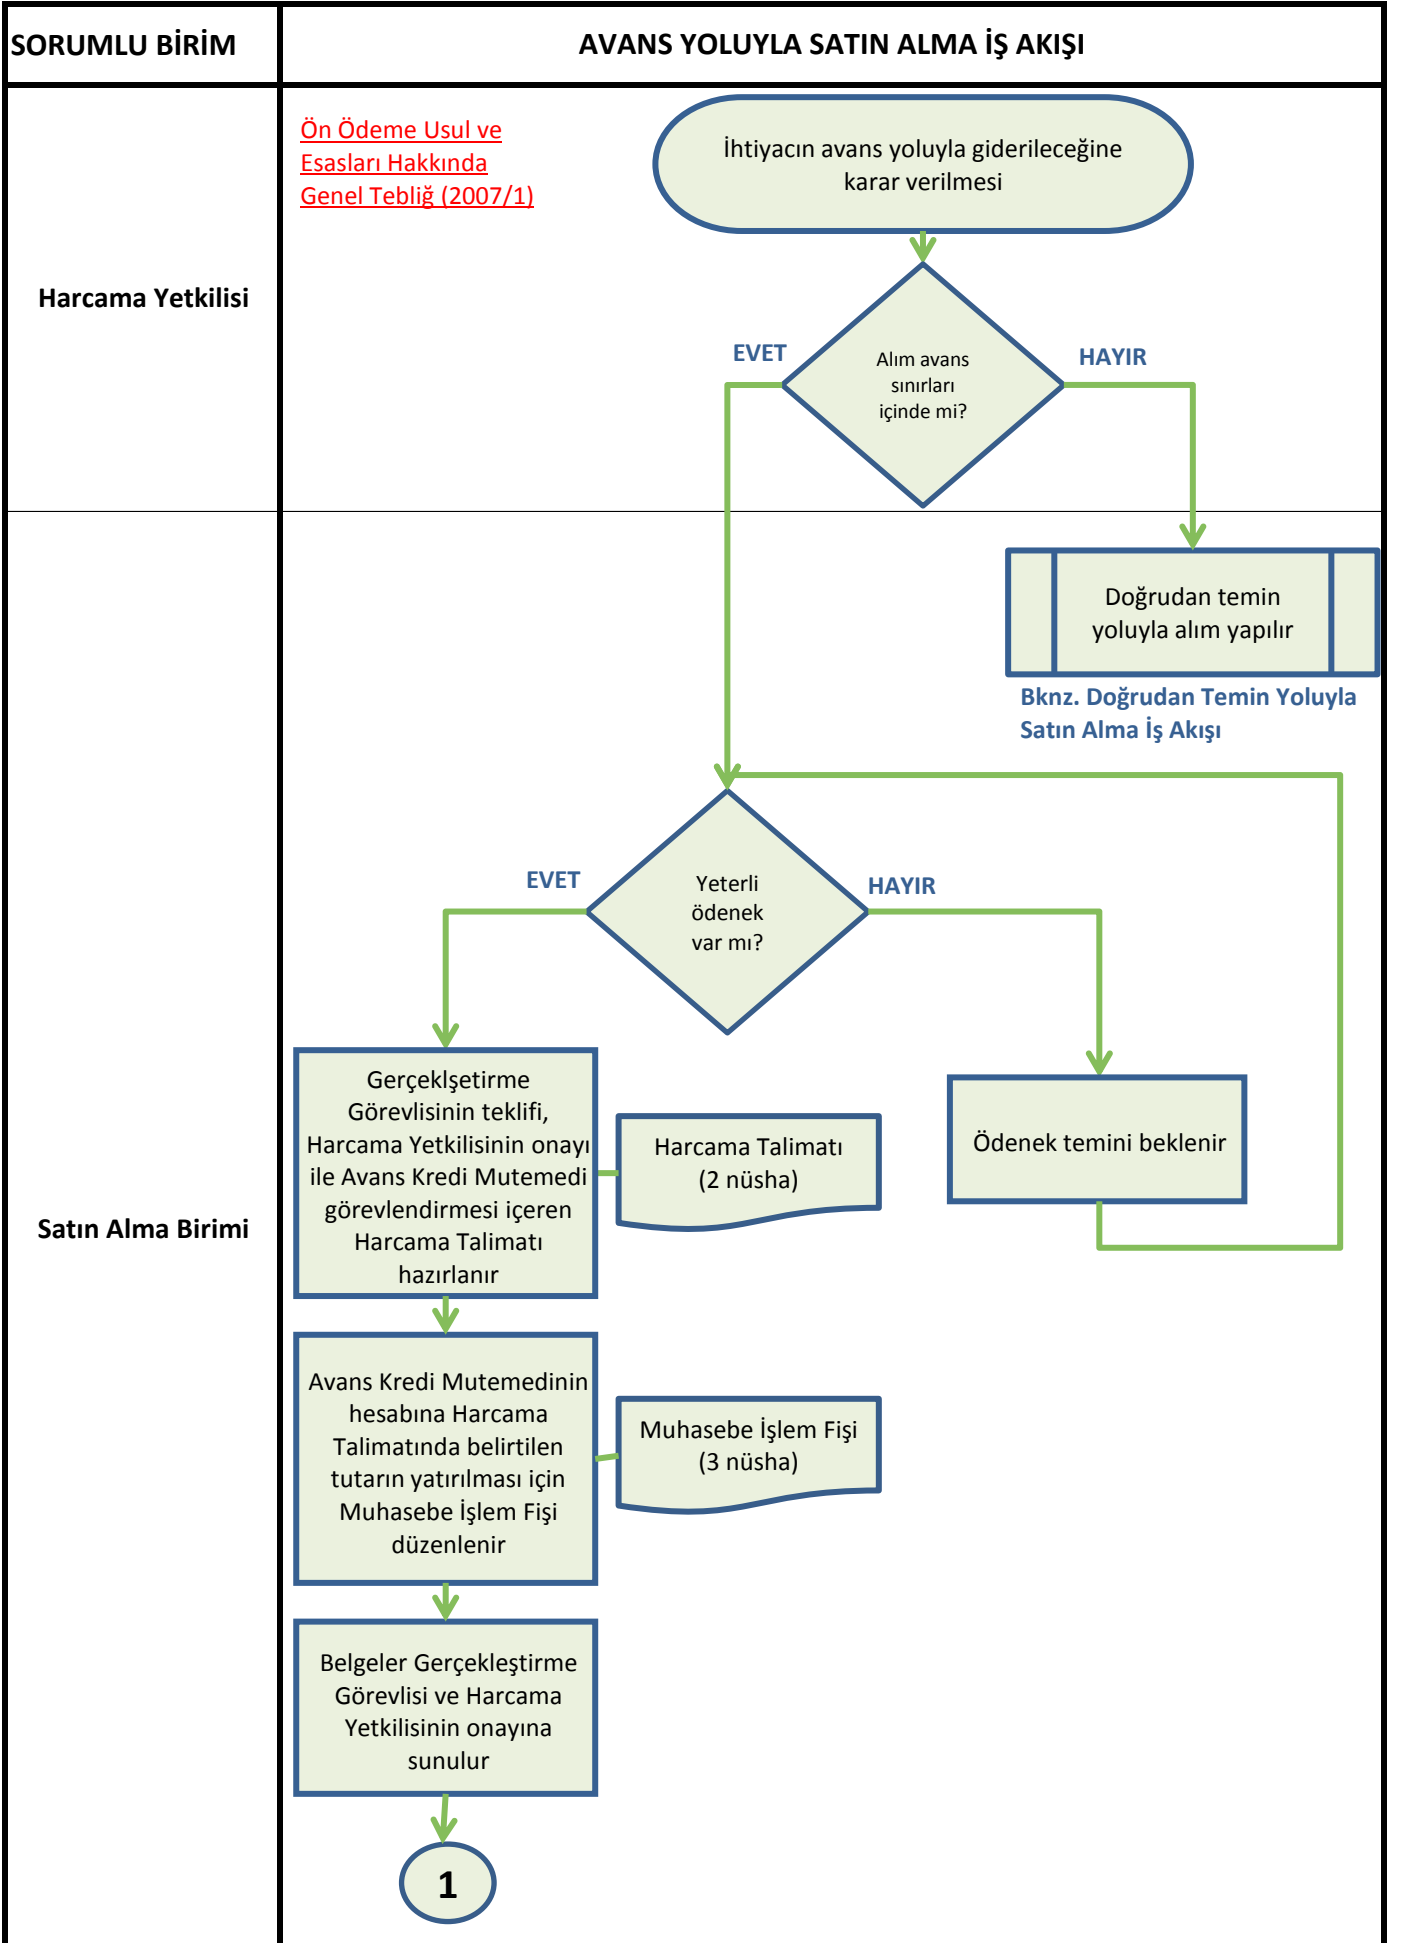 SORUMLU BİRİM
AVANS YOLUYLA SATIN ALMA İŞ AKIŞI
Harcama Yetkilisi
Ön Ödeme Usul ve
Esasları Hakkında
Genel Tebliğ (2007/1)
İhtiyacın avans yoluyla giderileceğine
karar verilmesi
EVET
Alım avans
sınırları
içinde mi?
HAYIR
Doğrudan temin
yoluyla alım yapılır
Bknz. Doğrudan Temin Yoluyla
Satın Alma İş Akışı
EVET
Yeterli
ödenek
var mı?
HAYIR
Satın Alma Birimi
Gerçeklşetirme
Görevlisinin teklifi,
Harcama Yetkilisinin onayı
ile Avans Kredi Mutemedi
görevlendirmesi içeren
Harcama Talimatı
hazırlanır
Harcama Talimatı
(2 nüsha)
Ödenek temini beklenir
Avans Kredi Mutemedinin
hesabına Harcama
Talimatında belirtilen
tutarın yatırılması için
Muhasebe İşlem Fişi
düzenlenir
Muhasebe İşlem Fişi
(3 nüsha)
Belgeler Gerçekleştirme
Görevlisi ve Harcama
Yetkilisinin onayına
sunulur
1